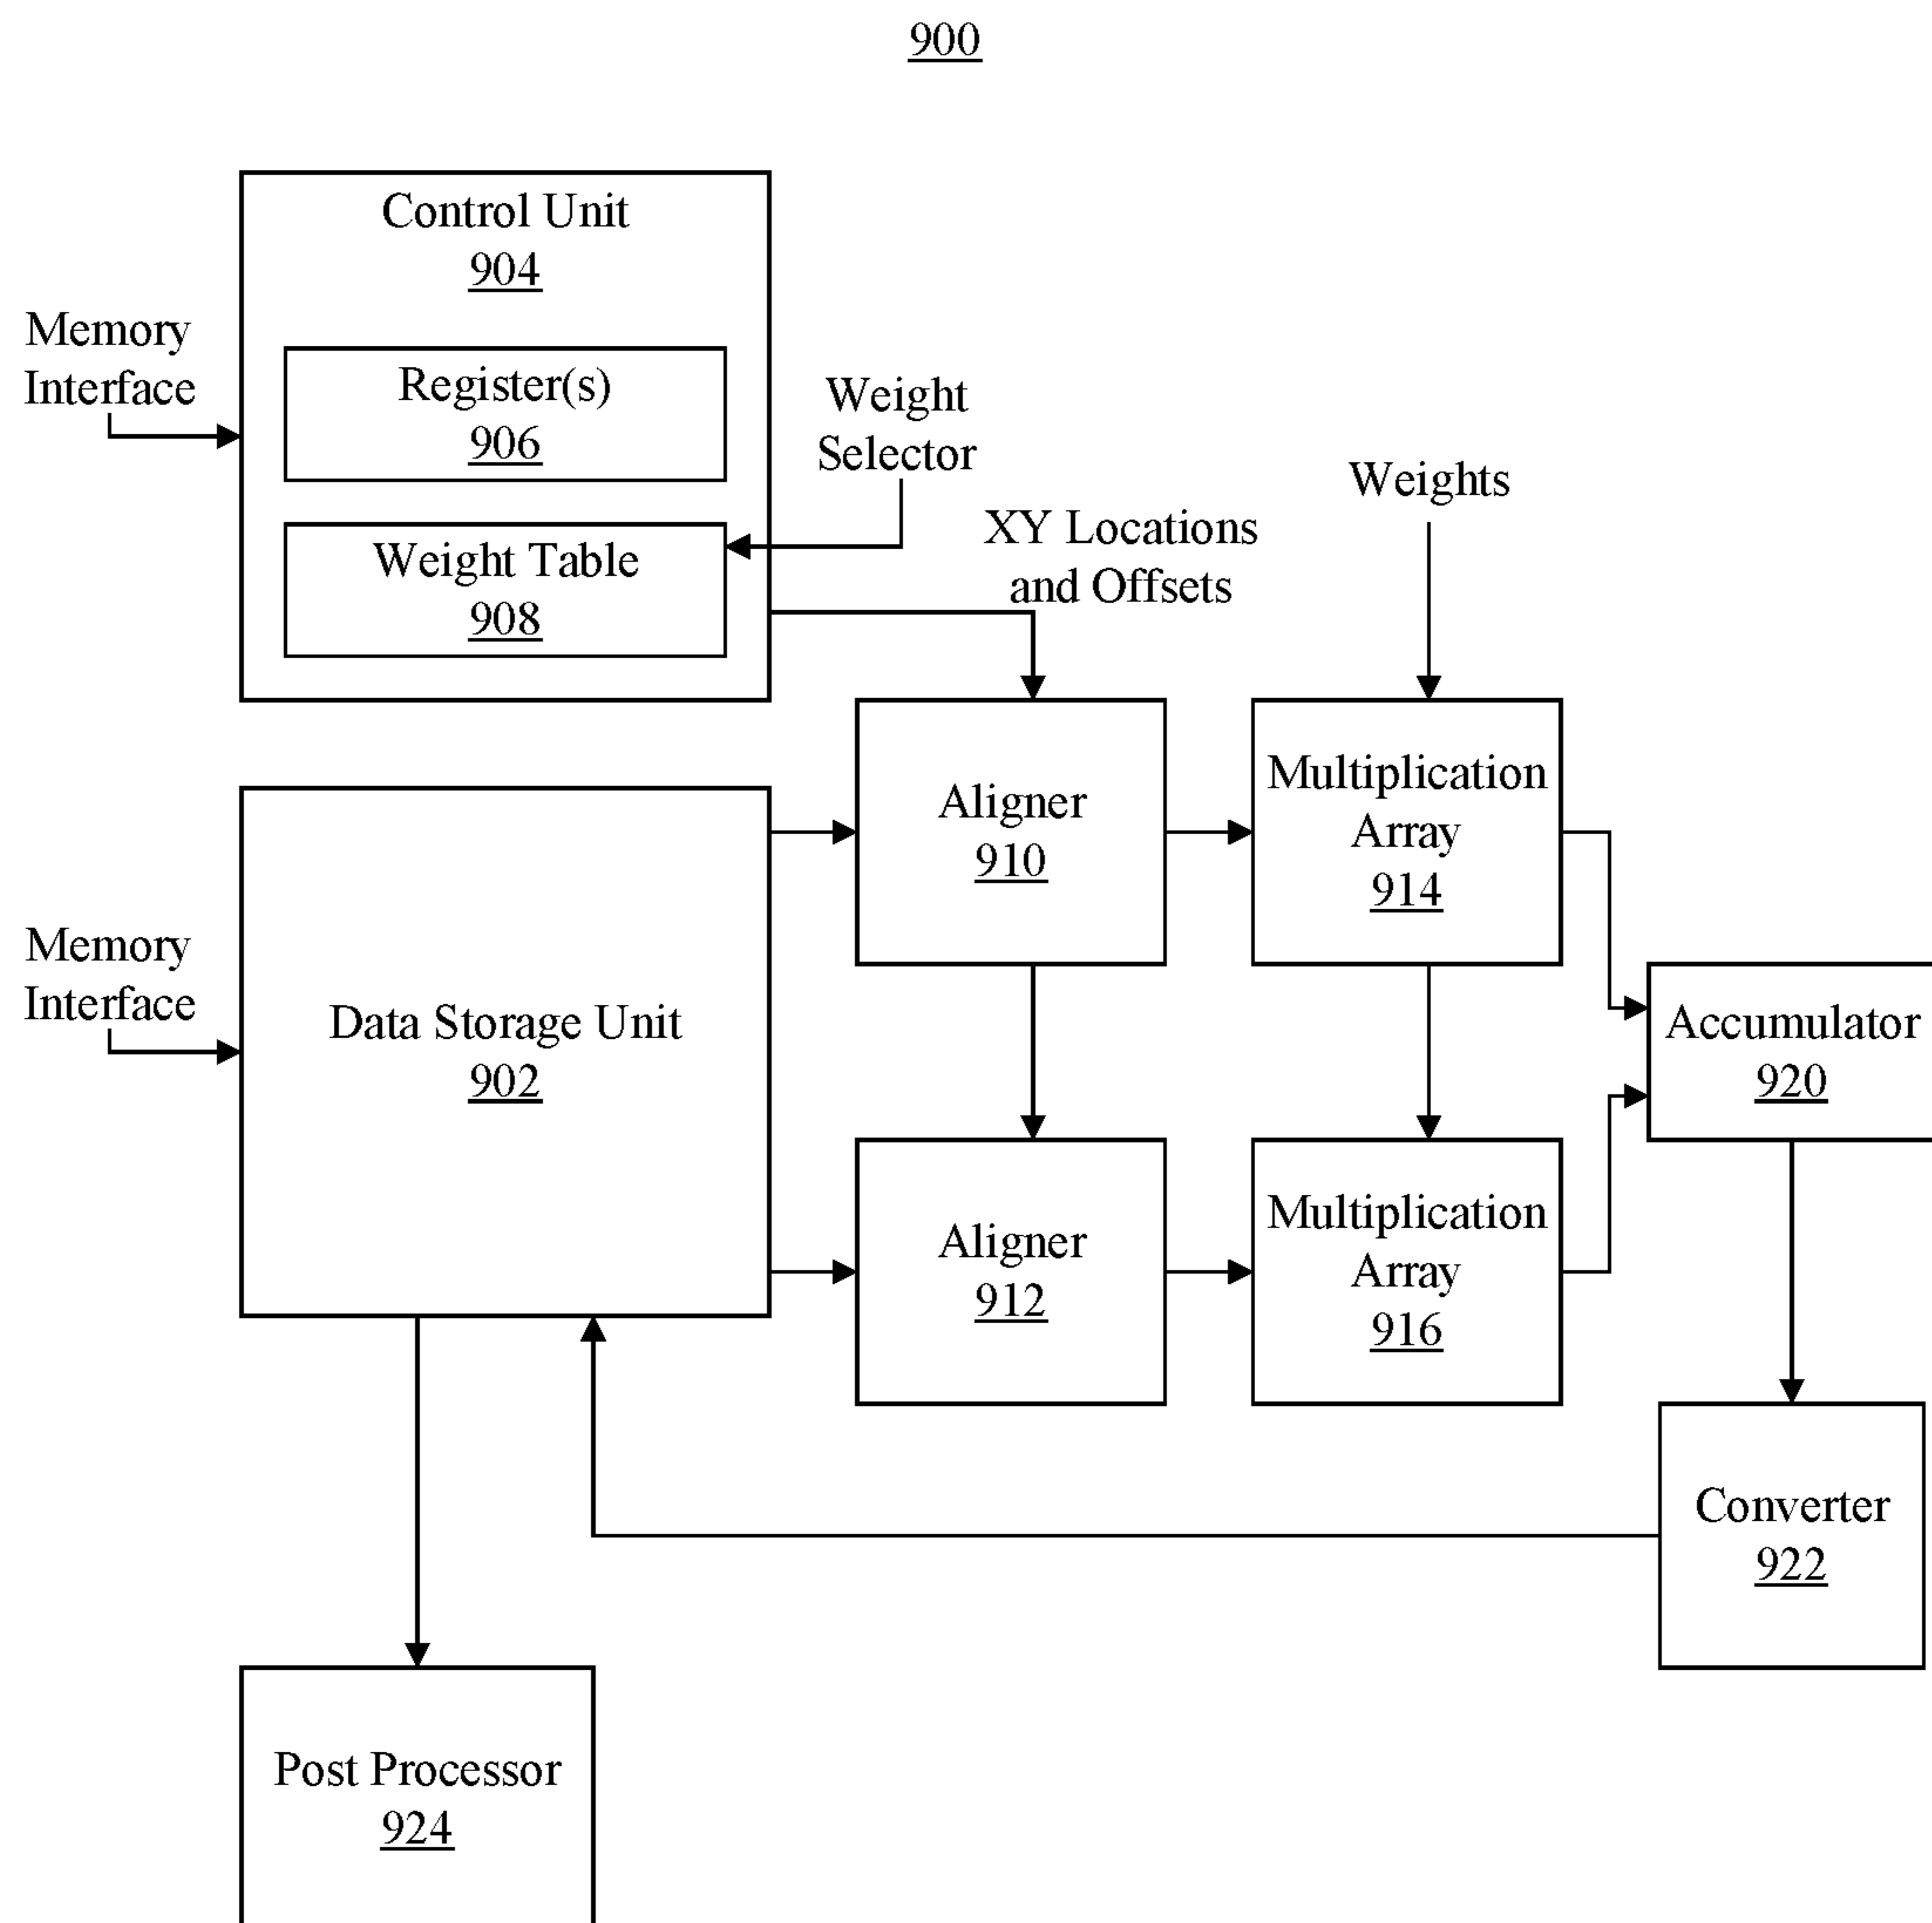 900
Control Unit
904
Memory
Interface
Register(s)
906
Weight
Selector
Weights
XY Locations
and Offsets
Weight Table
908
Aligner
910
Multiplication
Array
914
Memory
Interface
Data Storage Unit
902
Accumulator
920
Aligner
912
Multiplication
Array
916
Converter
922
Post Processor
924